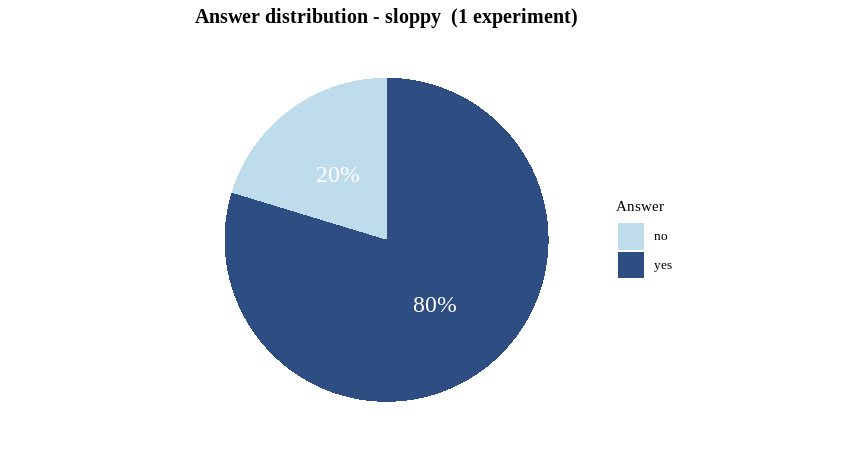 Answer distribution - sloppy  (1 experiment)
20%
80%
Answer
no
yes